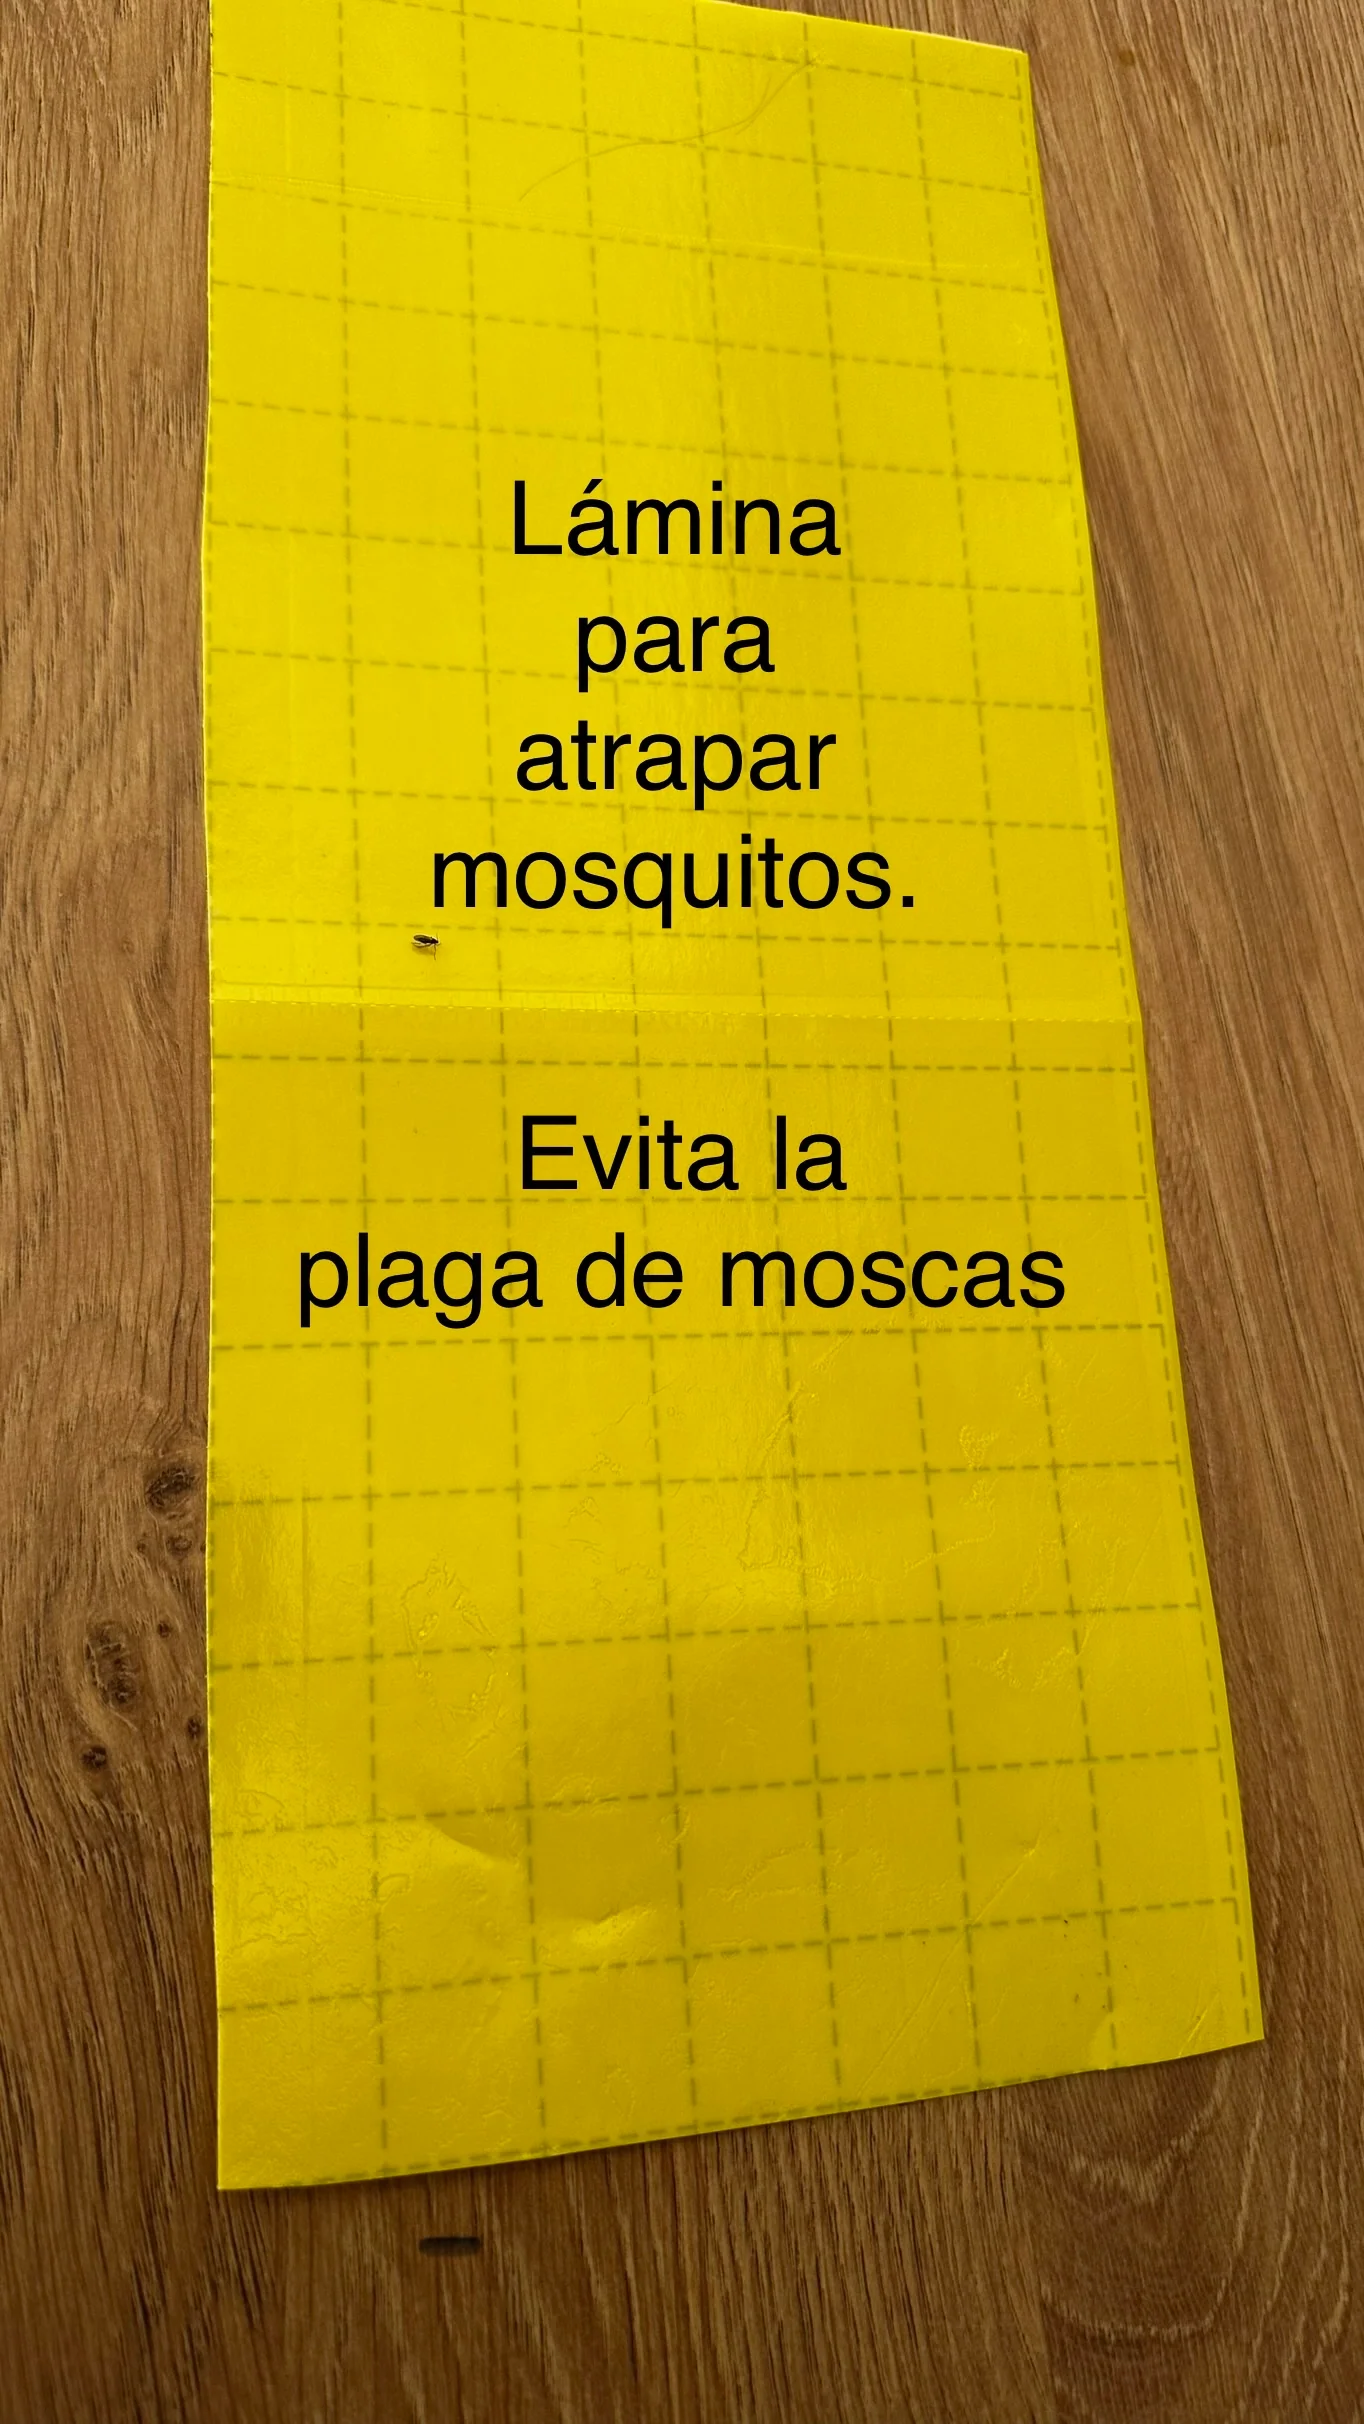 Lámina
para
atrapar
mosquitos.
Evita la
plaga de moscas